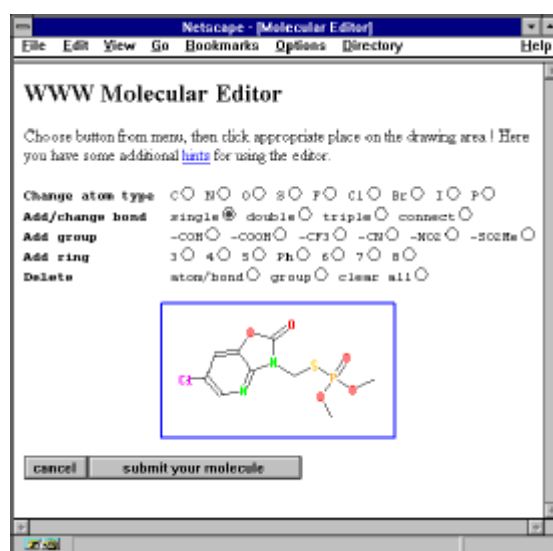 Netscape - [Molecular Editor]
File Edit View Go Bookmarks Options Directory Help
WWW Molecular Editor
Choose button from menu, then click appropriate place on the drawing area ! Here
you have some additional hints for using the editor.
Change atom type C N O S F Cl Br I P
Add/change bond single double triple connect
Add group -COH -COOH -CF3 -CN -NO2 -SO2Me
Add ring 3 4 5 Ph 6 7 8
Delete atom/bond group clear all
O O
N S O
Cl P
N O O
cancel submit your molecule